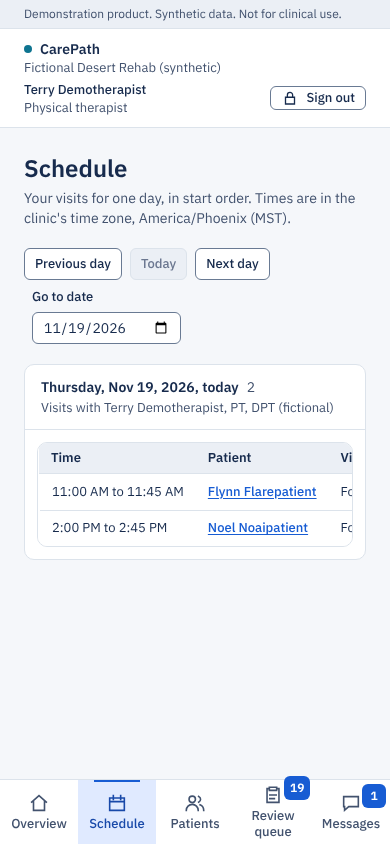 Demonstration product. Synthetic data. Not for clinical use.
CarePath
Fictional Desert Rehab (synthetic)
Terry Demotherapist
Physical therapist
Sign out
Schedule
Your visits for one day, in start order. Times are in the
clinic's time zone, America/Phoenix (MST).
Previous day Today Next day
Go to date
11/19/2026
Thursday, Nov 19, 2026, today 2
Visits with Terry Demotherapist, PT, DPT (fictional)
Time Patient Vi
11:00 AM to 11:45 AM Flynn Flarepatient Fo
2:00 PM to 2:45 PM Noel Noaipatient Fo
Overview Schedule Patients Review queue 19 Messages 1